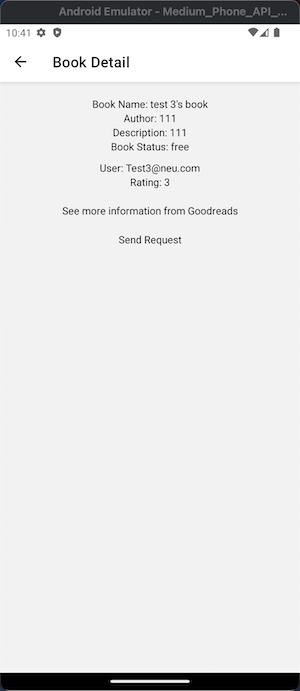 Android Emulator - Medium_Phone_API_...
10:41
Book Detail
Book Name: test 3's book
Author: 111
Description: 111
Book Status: free
User: Test3@neu.com
Rating: 3
See more information from Goodreads
Send Request